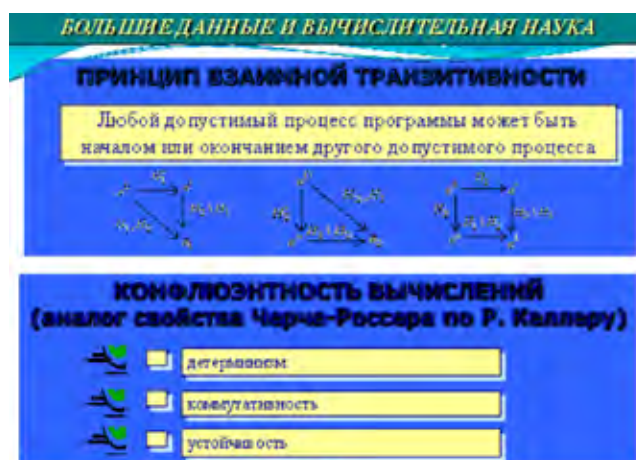 БОЛЬШИЕ ДАННЫЕ И ВЫЧИСЛИТЕЛЬНАЯ НАУКА
ПРИНЦИП ВЗАИМНОЙ ТРАНЗИТИВНОСТИ
Любой допустимый процесс программы может быть
началом или окончанием другого допустимого процесса
КОНФЛЮЭНТНОСТЬ ВЫЧИСЛЕНИЙ
(аналог свойства Черча-Россера по Р. Келлеру)
детерминизм
коммутативность
устойчивость